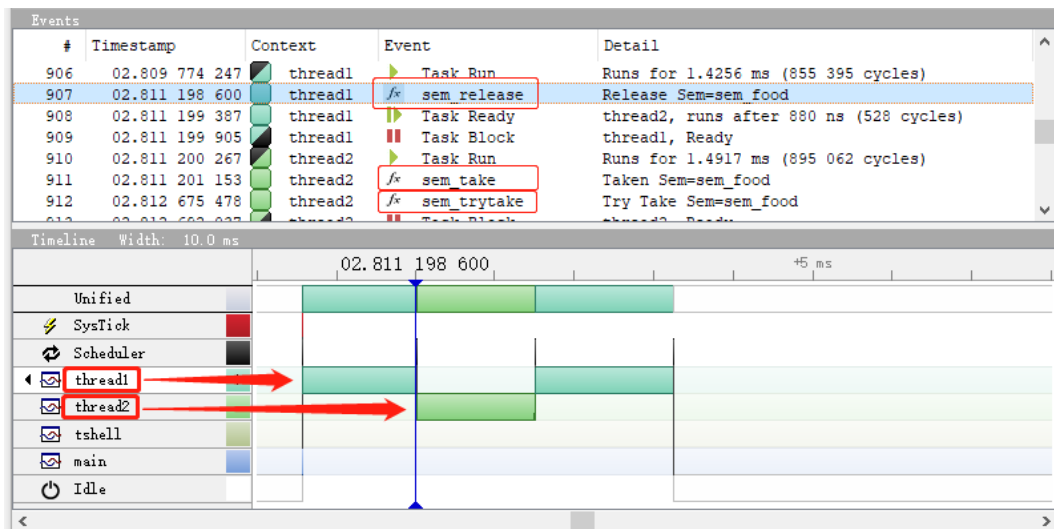 Events
# Timestamp Context Event Detail
906 02.809 774 247 thread1 Task Run Runs for 1.4256 ms (855 395 cycles)
907 02.811 198 600 thread1 fx sem_release Release Sem=sem_food
908 02.811 199 387 thread1 Task Ready thread2, runs after 880 ns (528 cycles)
909 02.811 199 905 thread1 Task Block thread1, Ready
910 02.811 200 267 thread2 Task Run Runs for 1.4917 ms (895 062 cycles)
911 02.811 201 153 thread2 fx sem_take Taken Sem=sem_food
912 02.812 675 478 thread2 fx sem_trytake Try Take Sem=sem_food
Timeline Width: 10.0 ms
02.811 198 600 +5 ms
Unified
SysTick
Scheduler
thread1
thread2
tshell
main
Idle